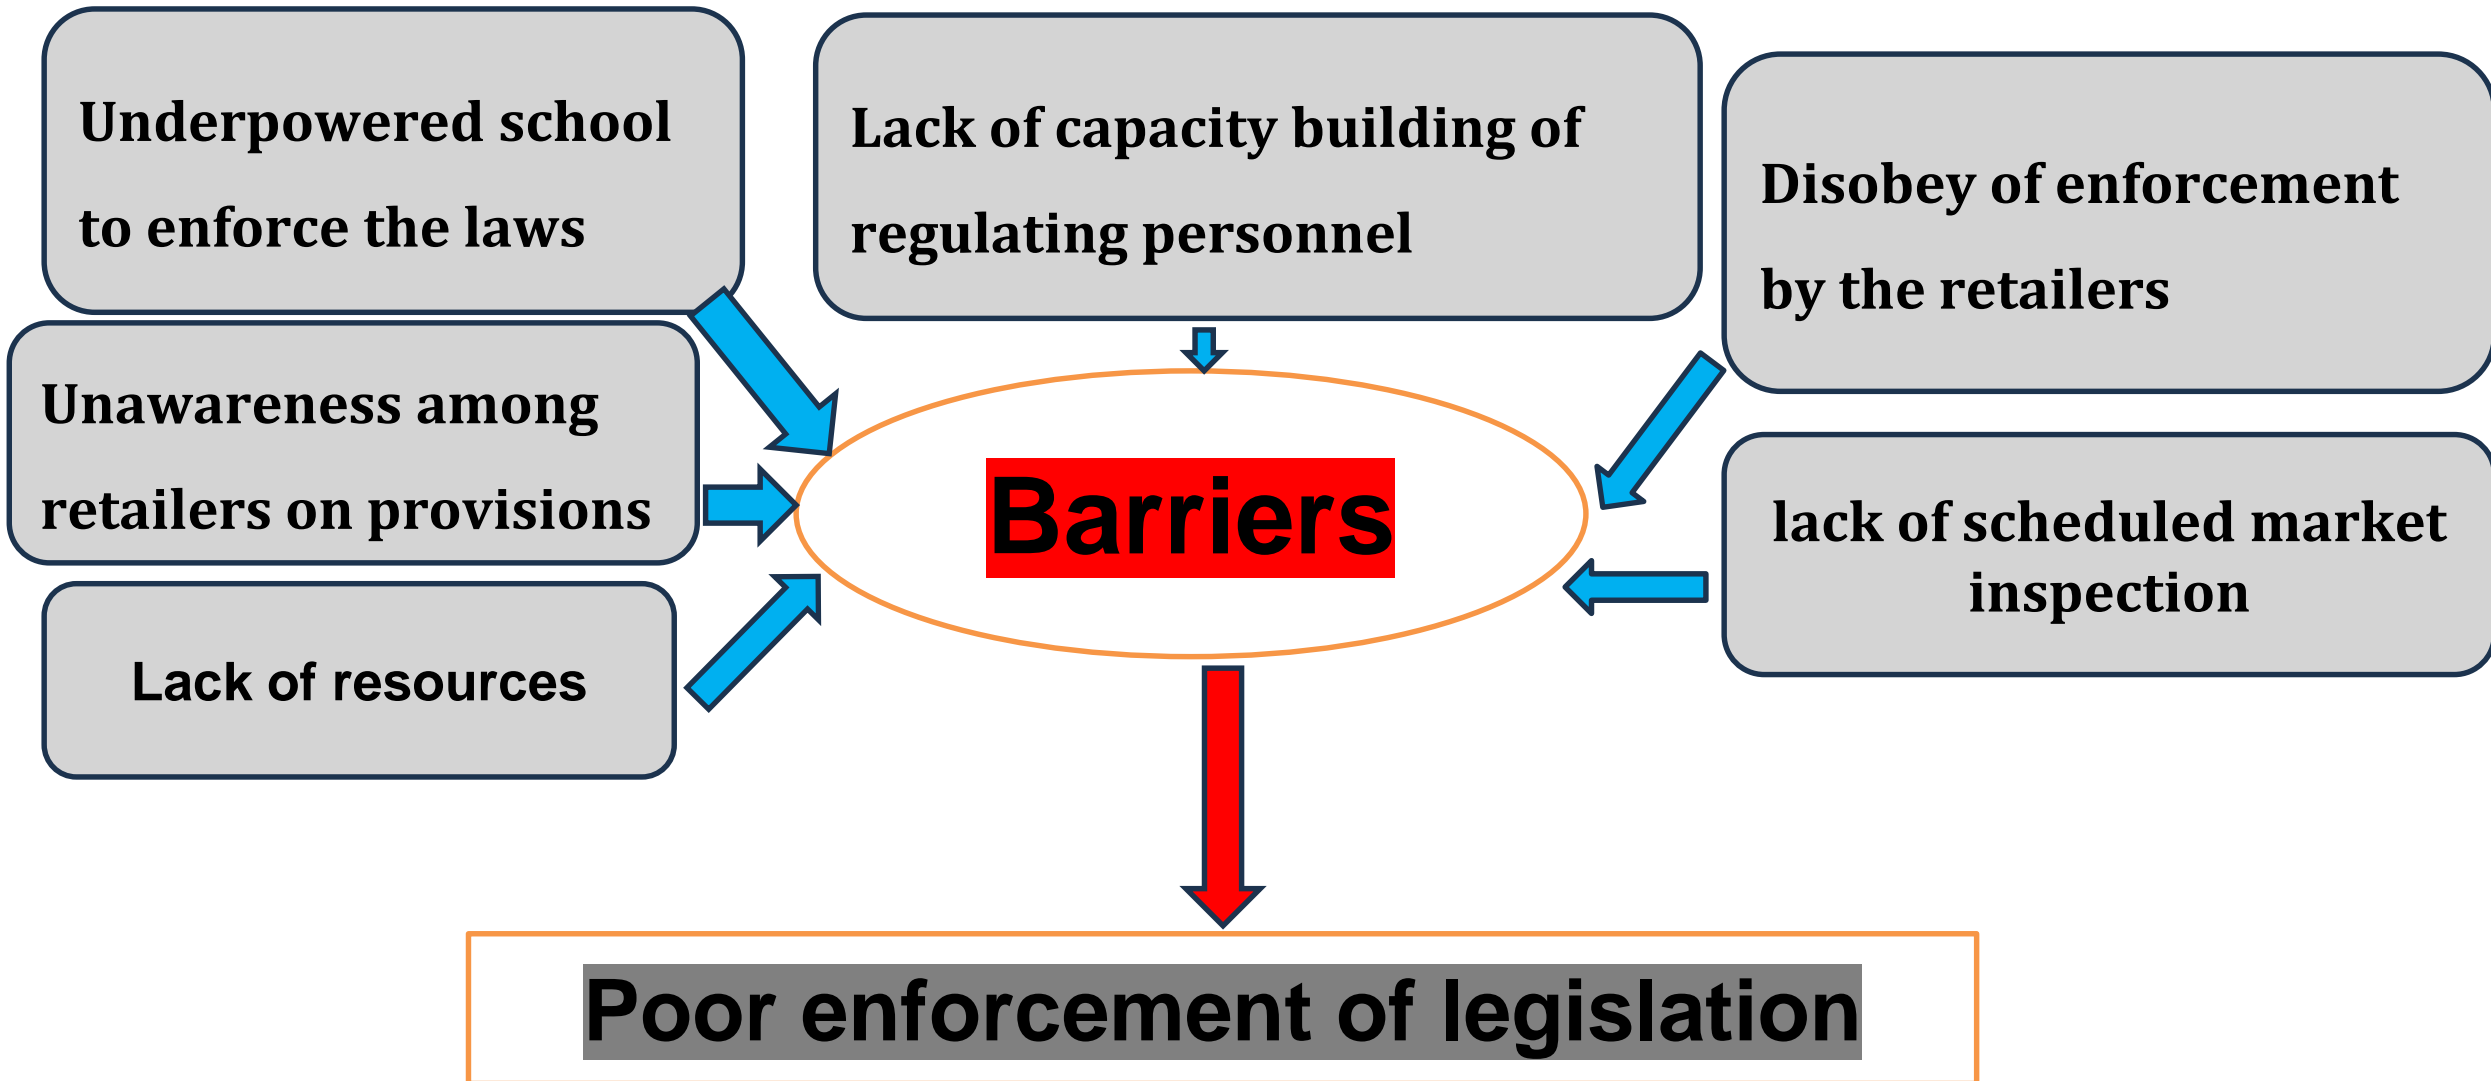 Underpowered school
to enforce the laws
Lack of capacity building of
regulating personnel
Disobey of enforcement
by the retailers
Unawareness among
retailers on provisions
Barriers
lack of scheduled market
inspection
Lack of resources
Poor enforcement of legislation